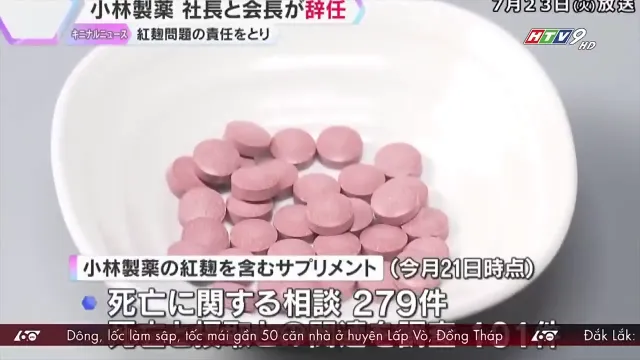 小林製薬 社長と会長が辞任
7月23日(火)放送
キニナルニュース 紅麹問題の責任をとり
HTV9 HD
小林製薬の紅麹を含むサプリメント (今月21日時点)
死亡に関する相談 279件
60s Dông, lốc làm sập, tốc mái gần 50 căn nhà ở huyện Lấp Vò, Đồng Tháp 60s Đắk Lắk: